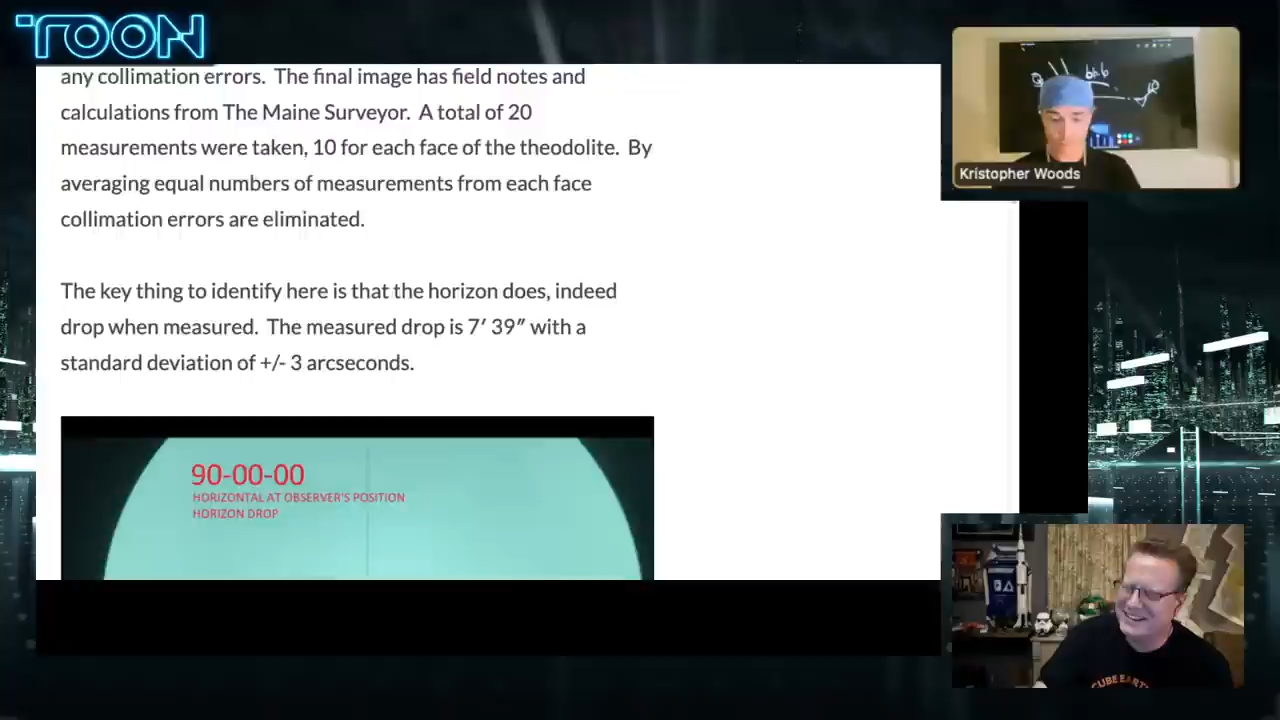 TOON
any collimation errors.  The final image has field notes and
calculations from The Maine Surveyor.  A total of 20
measurements were taken, 10 for each face of the theodolite.  By
averaging equal numbers of measurements from each face
collimation errors are eliminated.
The key thing to identify here is that the horizon does, indeed
drop when measured.  The measured drop is 7′ 39″ with a
standard deviation of +/- 3 arcseconds.
90-00-00
HORIZONTAL AT OBSERVER'S POSITION
HORIZON DROP
Kristopher Woods
CUBE EART